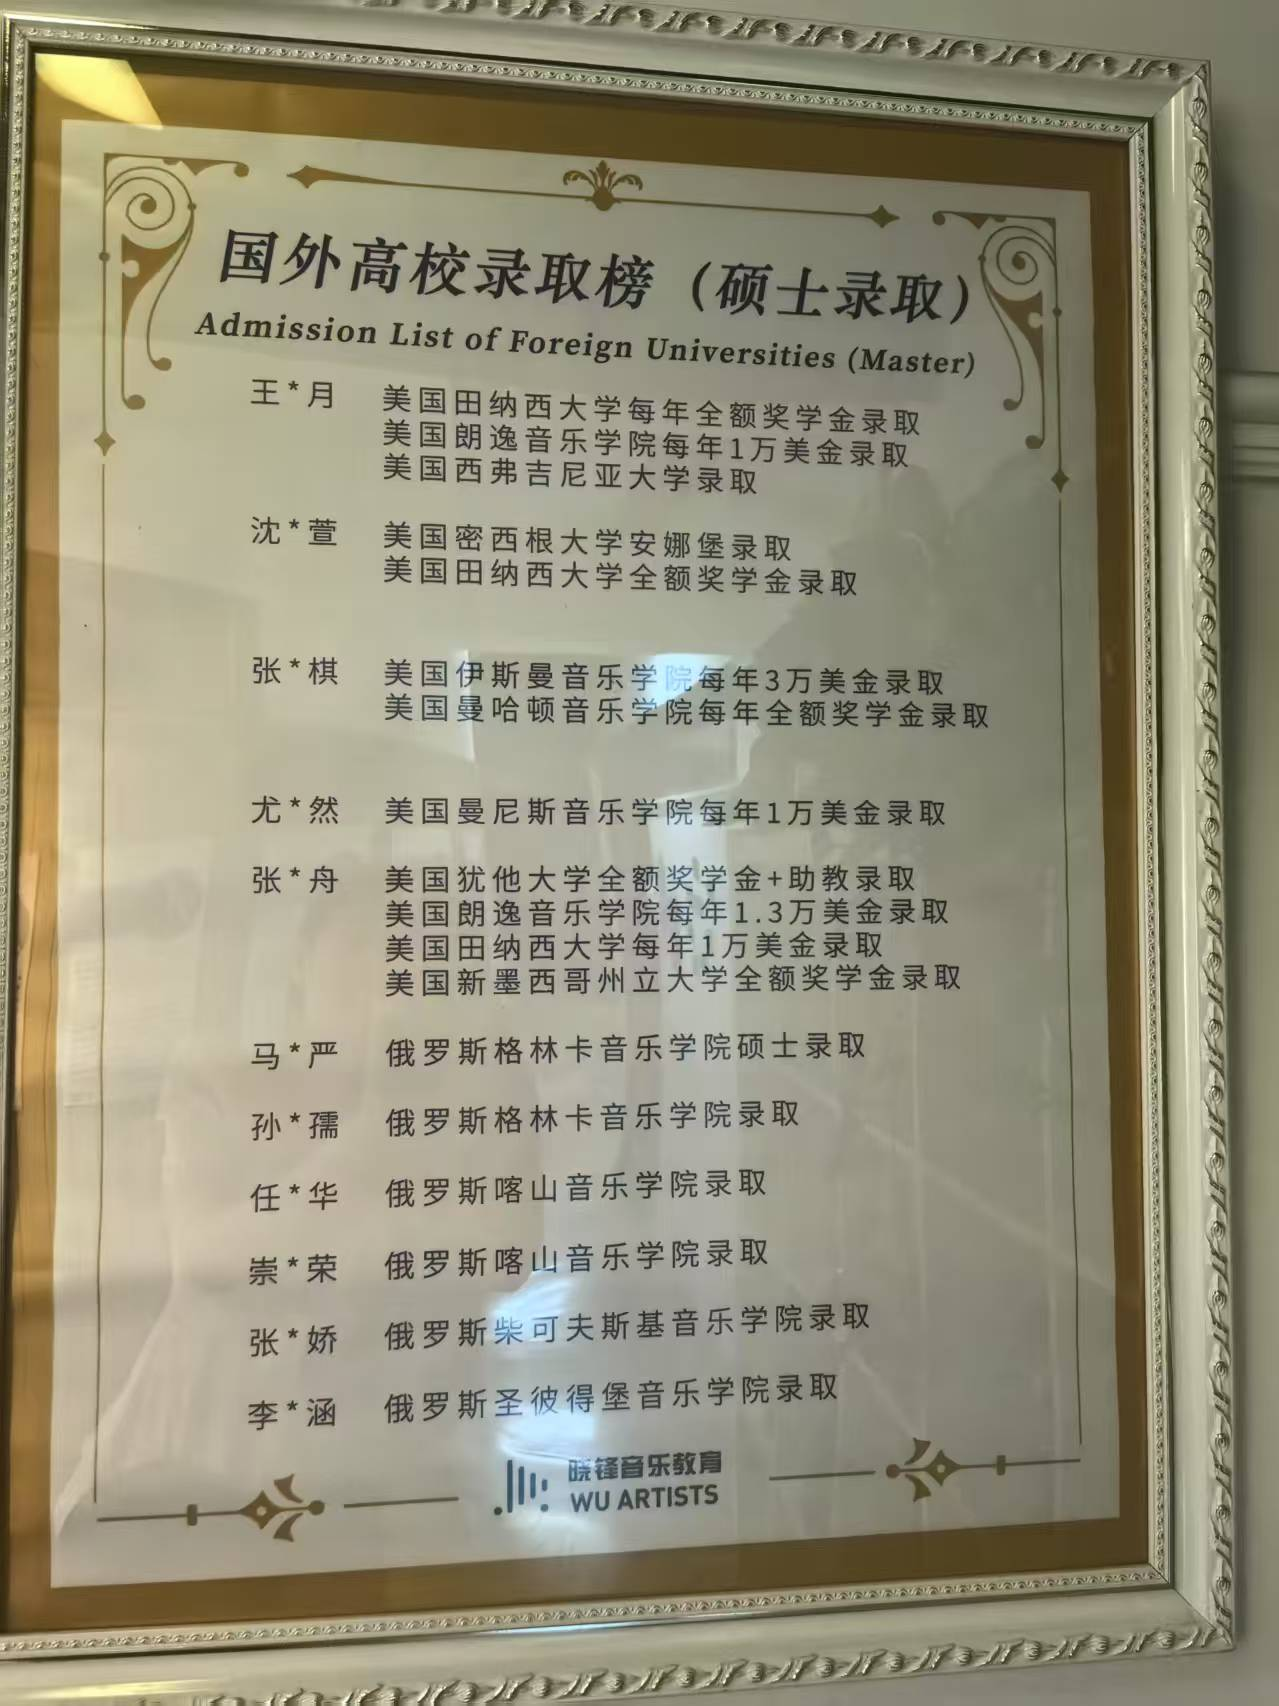 国外高校录取榜（硕士录取）
Admission List of Foreign Universities (Master)
王*月 美国田纳西大学每年全额奖学金录取
美国朗逸音乐学院每年1万美金录取
美国西弗吉尼亚大学录取
沈*萱 美国密西根大学安娜堡录取
美国田纳西大学全额奖学金录取
张*棋 美国伊斯曼音乐学院每年3万美金录取
美国曼哈顿音乐学院每年全额奖学金录取
尤*然 美国曼尼斯音乐学院每年1万美金录取
张*舟 美国犹他大学全额奖学金+助教录取
美国朗逸音乐学院每年1.3万美金录取
美国田纳西大学每年1万美金录取
美国新墨西哥州立大学全额奖学金录取
马*严 俄罗斯格林卡音乐学院硕士录取
孙*孺 俄罗斯格林卡音乐学院录取
任*华 俄罗斯喀山音乐学院录取
崇*荣 俄罗斯喀山音乐学院录取
张*娇 俄罗斯柴可夫斯基音乐学院录取
李*涵 俄罗斯圣彼得堡音乐学院录取
晓锋音乐教育
WU ARTISTS